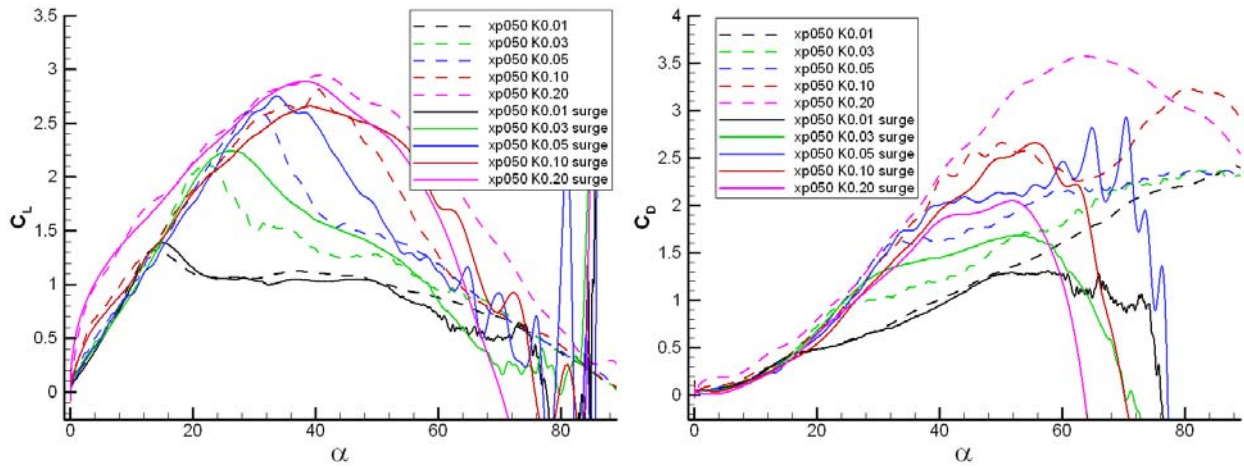 3.5
3
2.5
2
1.5
1
0.5
0
C_L
0 20 40 60 80
α
xp050 K0.01
xp050 K0.03
xp050 K0.05
xp050 K0.10
xp050 K0.20
xp050 K0.01 surge
xp050 K0.03 surge
xp050 K0.05 surge
xp050 K0.10 surge
xp050 K0.20 surge
4
3.5
3
2.5
2
1.5
1
0.5
0
C_D
0 20 40 60 80
α
xp050 K0.01
xp050 K0.03
xp050 K0.05
xp050 K0.10
xp050 K0.20
xp050 K0.01 surge
xp050 K0.03 surge
xp050 K0.05 surge
xp050 K0.10 surge
xp050 K0.20 surge